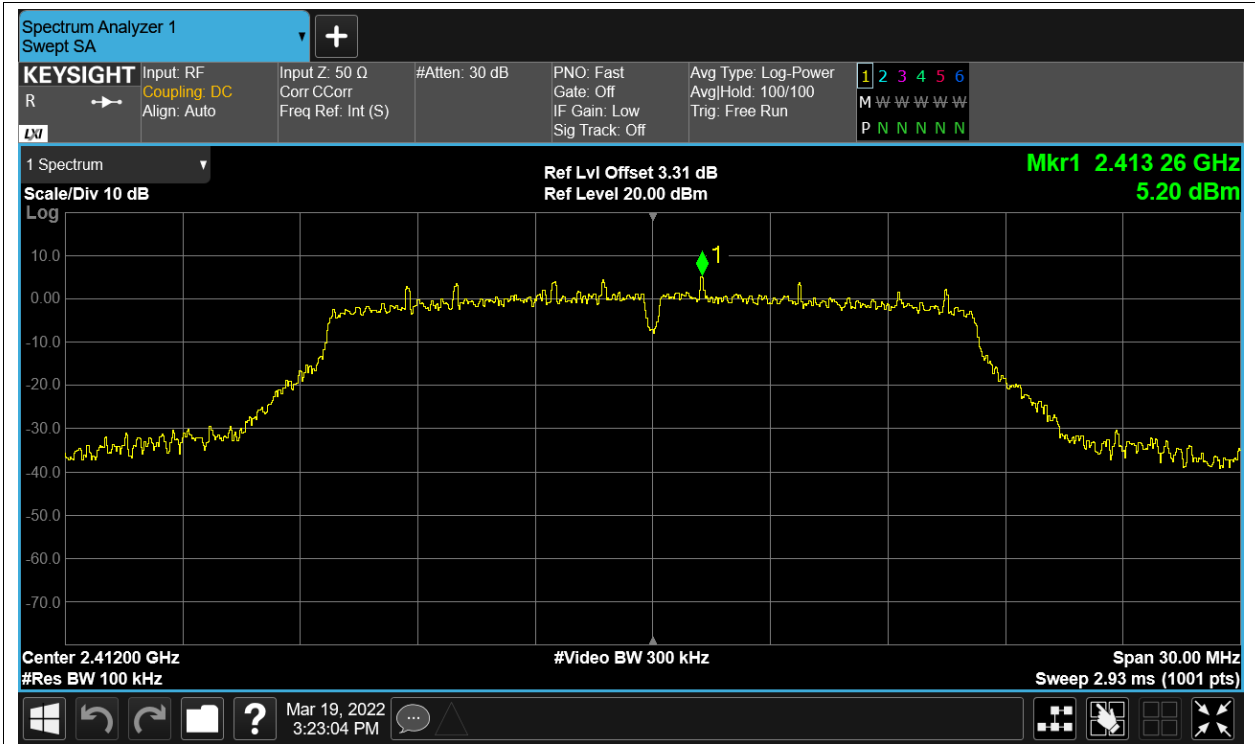 Spectrum Analyzer 1
Swept SA
KEYSIGHT
R
LXI
Input: RF
Coupling: DC
Align: Auto
Input Z: 50 Ω
Corr CCorr
Freq Ref: Int (S)
#Atten: 30 dB
PNO: Fast
Gate: Off
IF Gain: Low
Sig Track: Off
Avg Type: Log-Power
Avg|Hold: 100/100
Trig: Free Run
1 2 3 4 5 6
M W W W W W
P N N N N N
1 Spectrum
Scale/Div 10 dB
Log
Ref Lvl Offset 3.31 dB
Ref Level 20.00 dBm
Mkr1 2.413 26 GHz
5.20 dBm
1
10.0
0.00
-10.0
-20.0
-30.0
-40.0
-50.0
-60.0
-70.0
Center 2.41200 GHz
#Res BW 100 kHz
#Video BW 300 kHz
Span 30.00 MHz
Sweep 2.93 ms (1001 pts)
?
Mar 19, 2022
3:23:04 PM